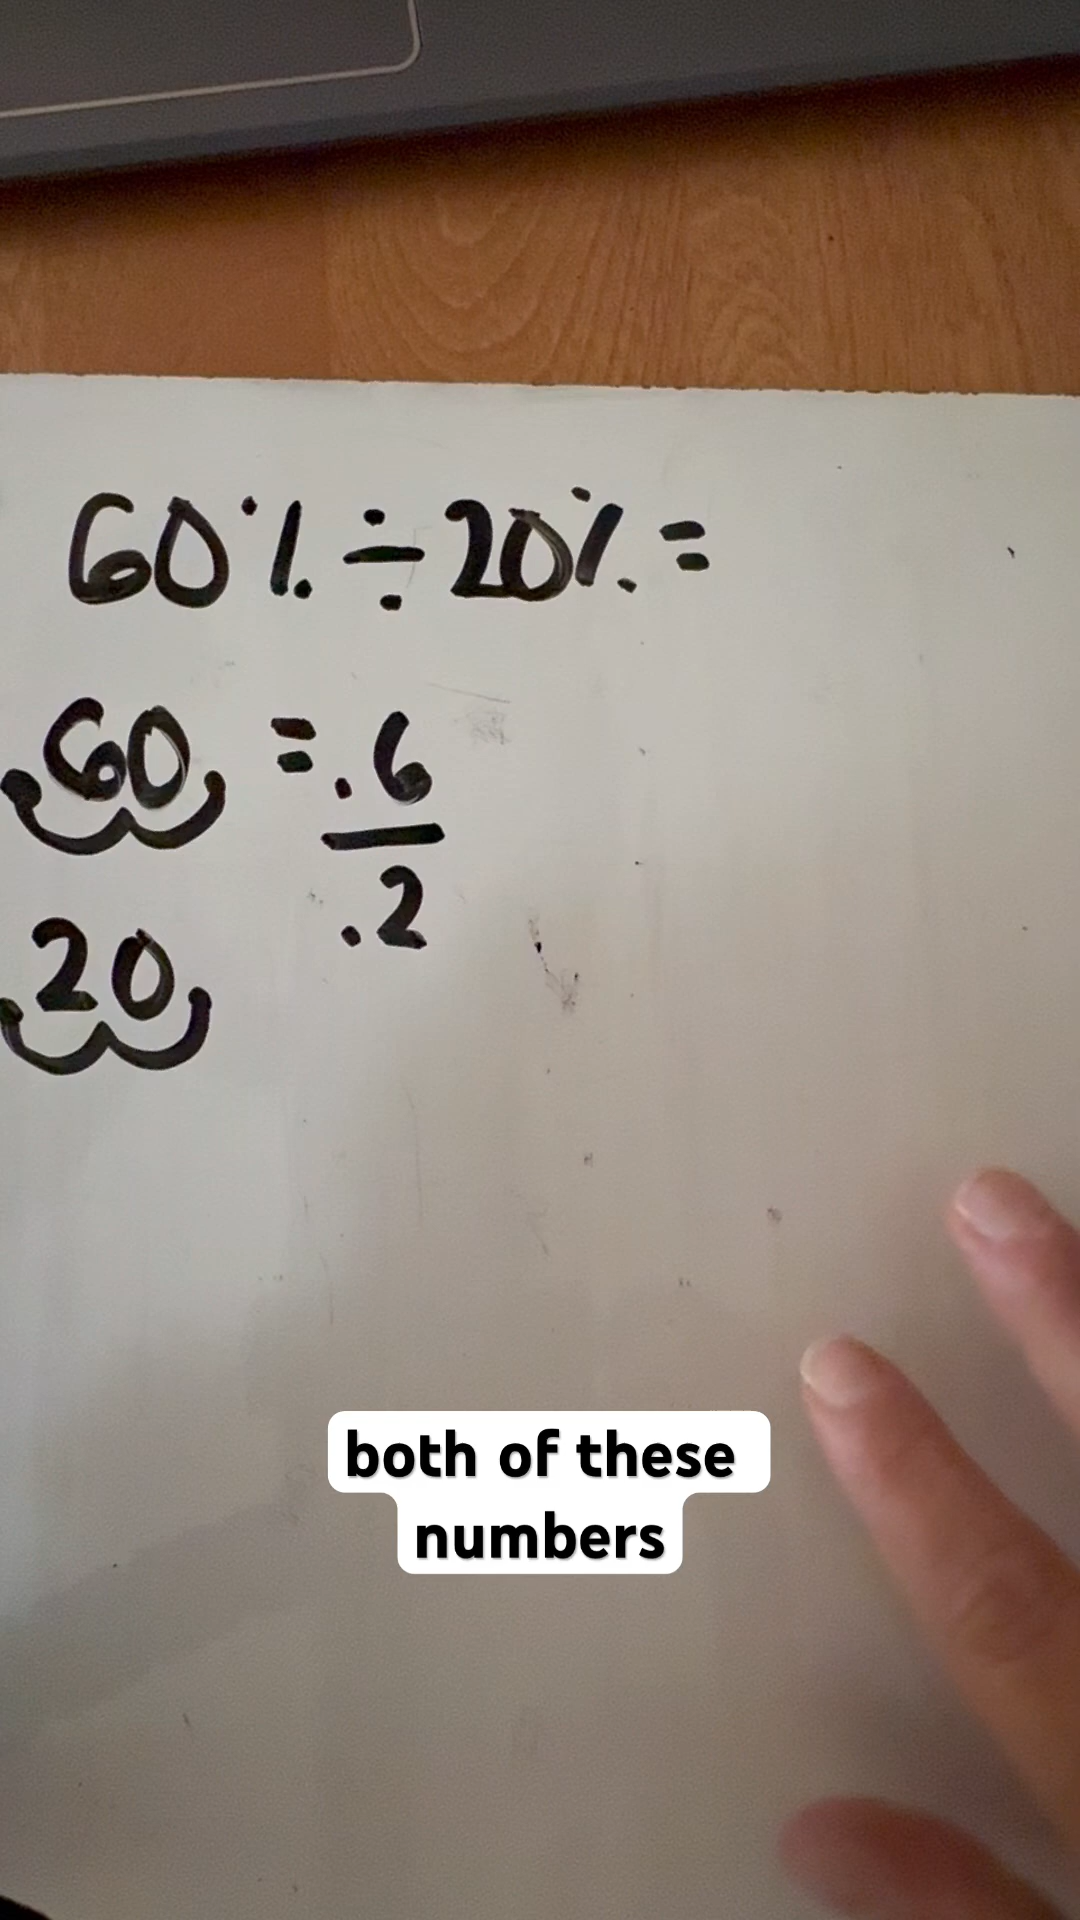 60% ÷ 20% =
.60. = .6
.2
.20.
both of these
numbers